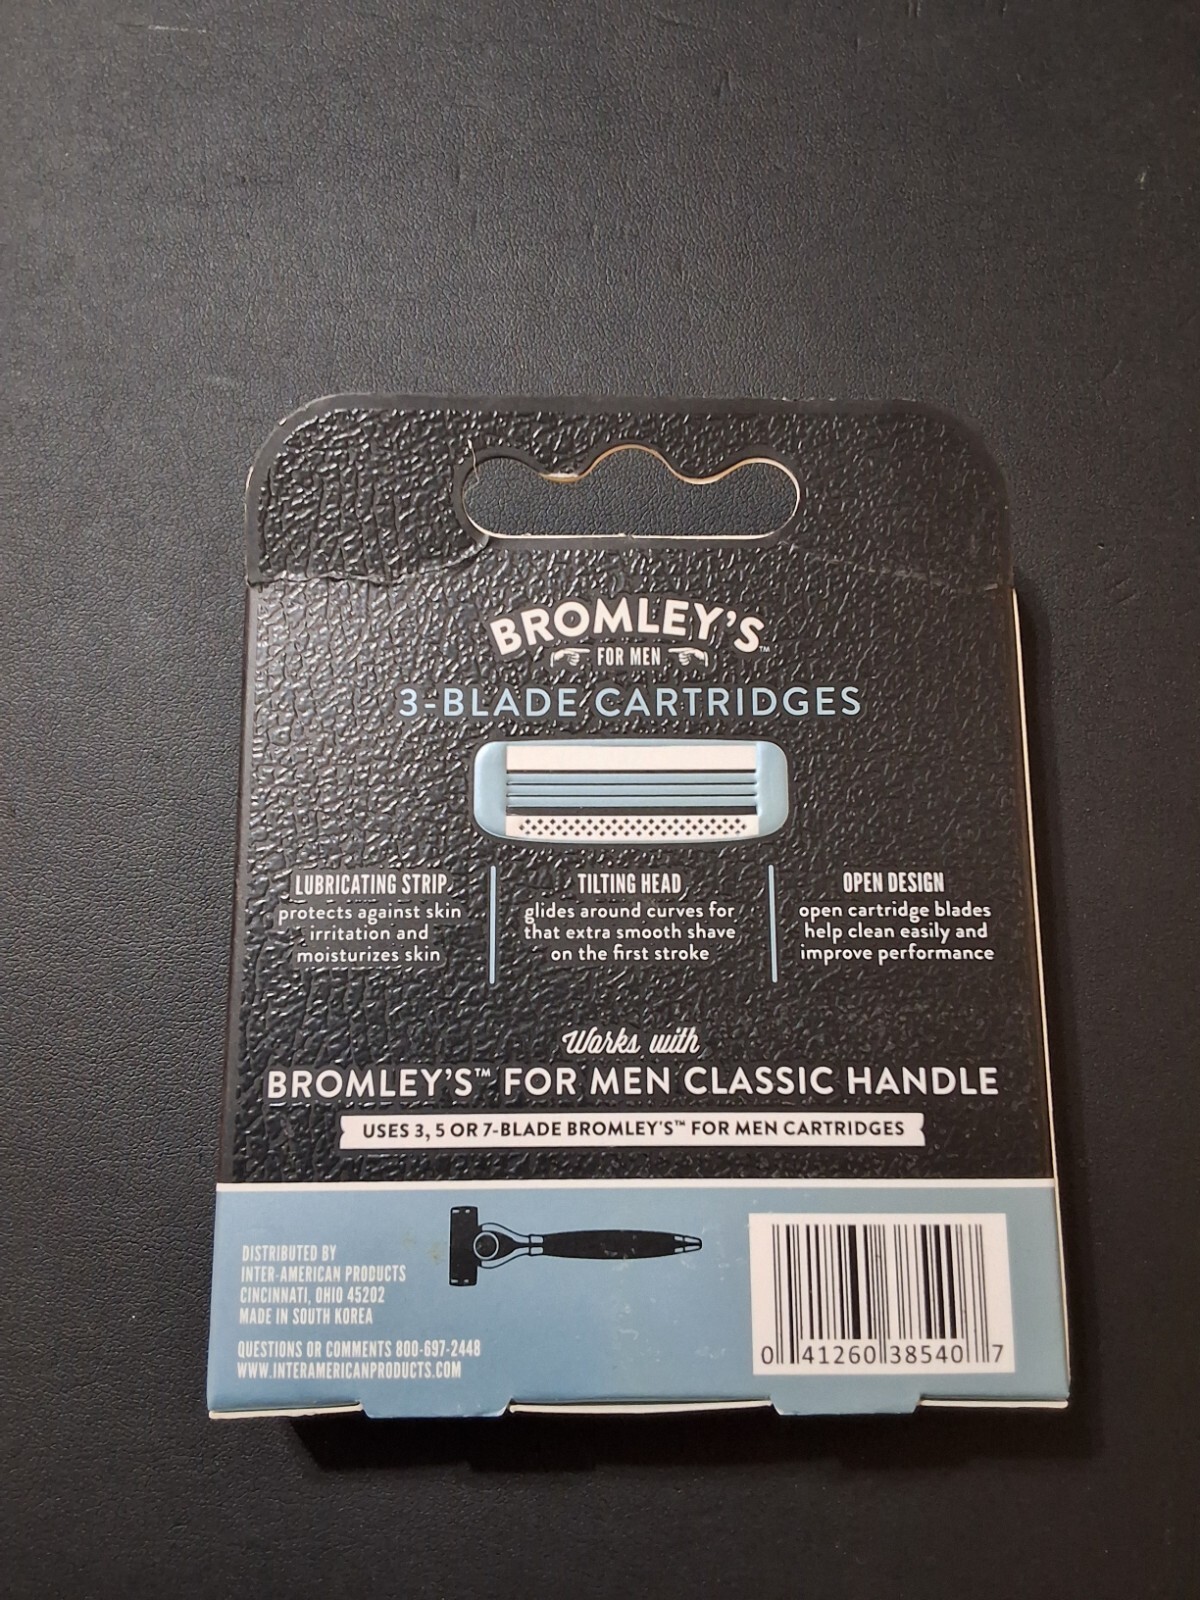 BROMLEY'S™
FOR MEN
3-BLADE CARTRIDGES
LUBRICATING STRIP
protects against skin
irritation and
moisturizes skin
TILTING HEAD
glides around curves for
that extra smooth shave
on the first stroke
OPEN DESIGN
open cartridge blades
help clean easily and
improve performance
Works with
BROMLEY'S™ FOR MEN CLASSIC HANDLE
USES 3, 5 OR 7-BLADE BROMLEY'S™ FOR MEN CARTRIDGES
DISTRIBUTED BY
INTER-AMERICAN PRODUCTS
CINCINNATI, OHIO 45202
MADE IN SOUTH KOREA
QUESTIONS OR COMMENTS 800-697-2448
WWW.INTERAMERICANPRODUCTS.COM
0 41260 38540 7